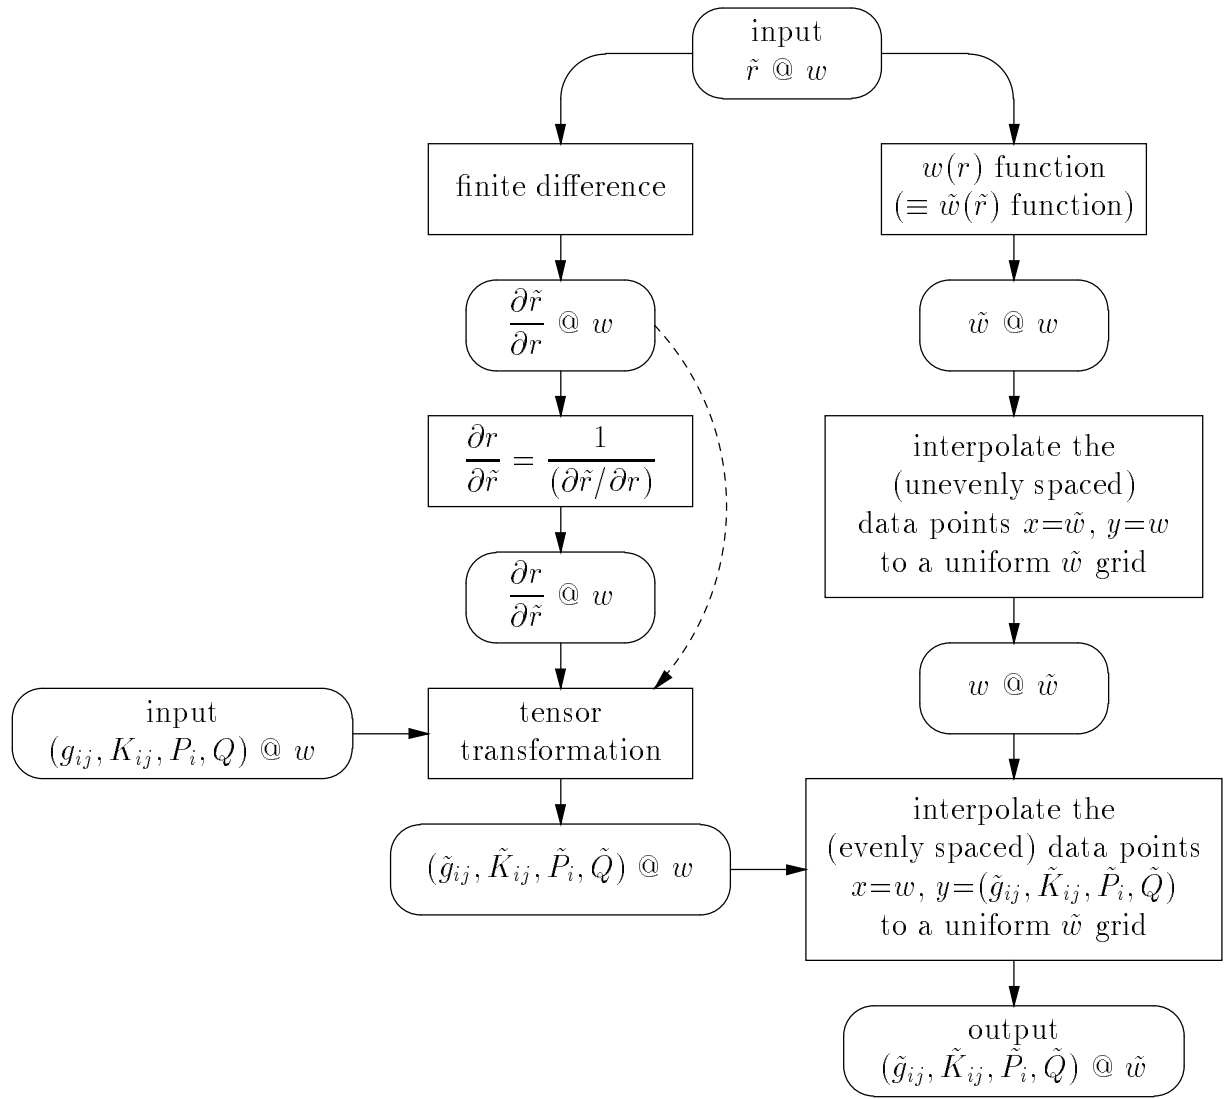 input
r̃ @ w
finite difference
w(r) function
(≡ w̃(r̃) function)
∂r̃/∂r @ w
w̃ @ w
∂r/∂r̃ = 1/(∂r̃/∂r)
interpolate the
(unevenly spaced)
data points x=w̃, y=w
to a uniform w̃ grid
∂r/∂r̃ @ w
w @ w̃
input
(g_ij, K_ij, P_i, Q) @ w
tensor
transformation
(g̃_ij, K̃_ij, P̃_i, Q̃) @ w
interpolate the
(evenly spaced) data points
x=w, y=(g̃_ij, K̃_ij, P̃_i, Q̃)
to a uniform w̃ grid
output
(g̃_ij, K̃_ij, P̃_i, Q̃) @ w̃